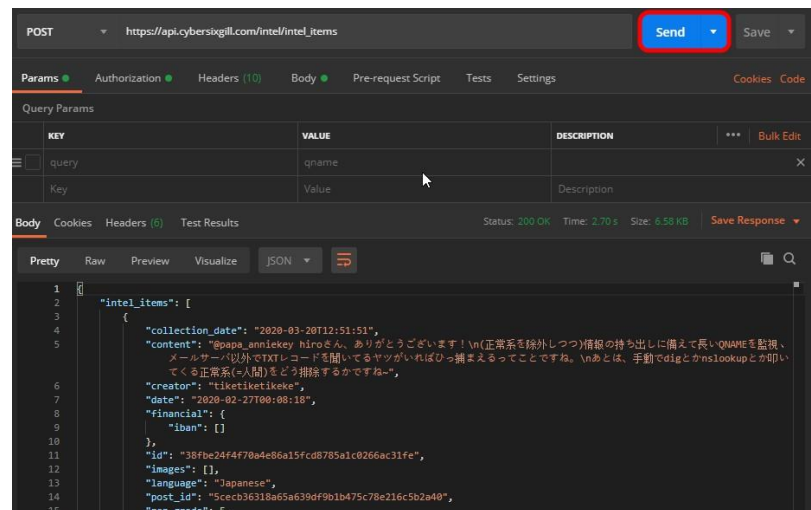 POST https://api.cybersixgill.com/intel/intel_items Send Save
Params Authorization Headers (10) Body Pre-request Script Tests Settings Cookies Code
Query Params
KEY VALUE DESCRIPTION ••• Bulk Edit
query qname
Key Value Description
Body Cookies Headers (6) Test Results Status: 200 OK Time: 2.70 s Size: 6.58 KB Save Response
Pretty Raw Preview Visualize JSON
1 {
2 "intel_items": [
3 {
4 "collection_date": "2020-03-20T12:51:51",
5 "content": "@papa_anniekey hiroさん、ありがとうございます！\n(正常系を除外しつつ)情報の持ち出しに備えて長いQNAMEを監視、
メールサーバ以外でTXTレコードを聞いてるヤツがいればひっ捕まえるってことですね。\nあとは、手動でdigとかnslookupとか叩い
てくる正常系(=人間)をどう排除するかですね~",
6 "creator": "tiketiketikeke",
7 "date": "2020-02-27T00:08:18",
8 "financial": {
9 "iban": []
10 },
11 "id": "38fbe24f4f70a4e86a15fcd8785a1c0266ac31fe",
12 "images": [],
13 "language": "Japanese",
14 "post_id": "5cecb36318a65a639df9b1b475c78e216c5b2a40",